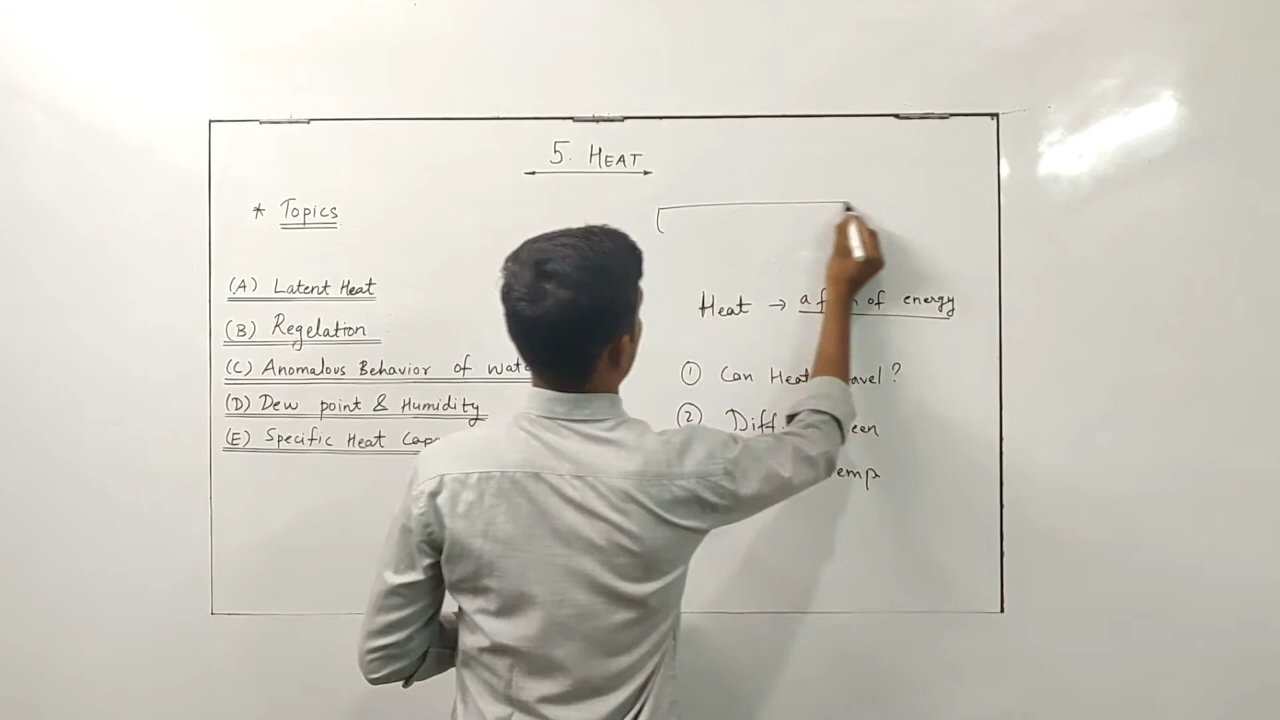 5. HEAT
* Topics
(A) Latent Heat
(B) Regelation
(C) Anomalous Behavior of
(D) Dew point & Humidity
(E) Specific Heat
Heat → a of energy
① Can Heat ?
②